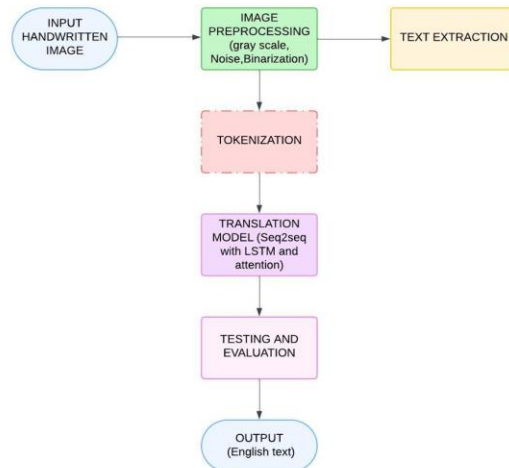 INPUT
HANDWRITTEN
IMAGE
IMAGE
PREPROCESSING
(gray scale,
Noise,Binarization)
TEXT EXTRACTION
TOKENIZATION
TRANSLATION
MODEL (Seq2seq
with LSTM and
attention)
TESTING AND
EVALUATION
OUTPUT
(English text)